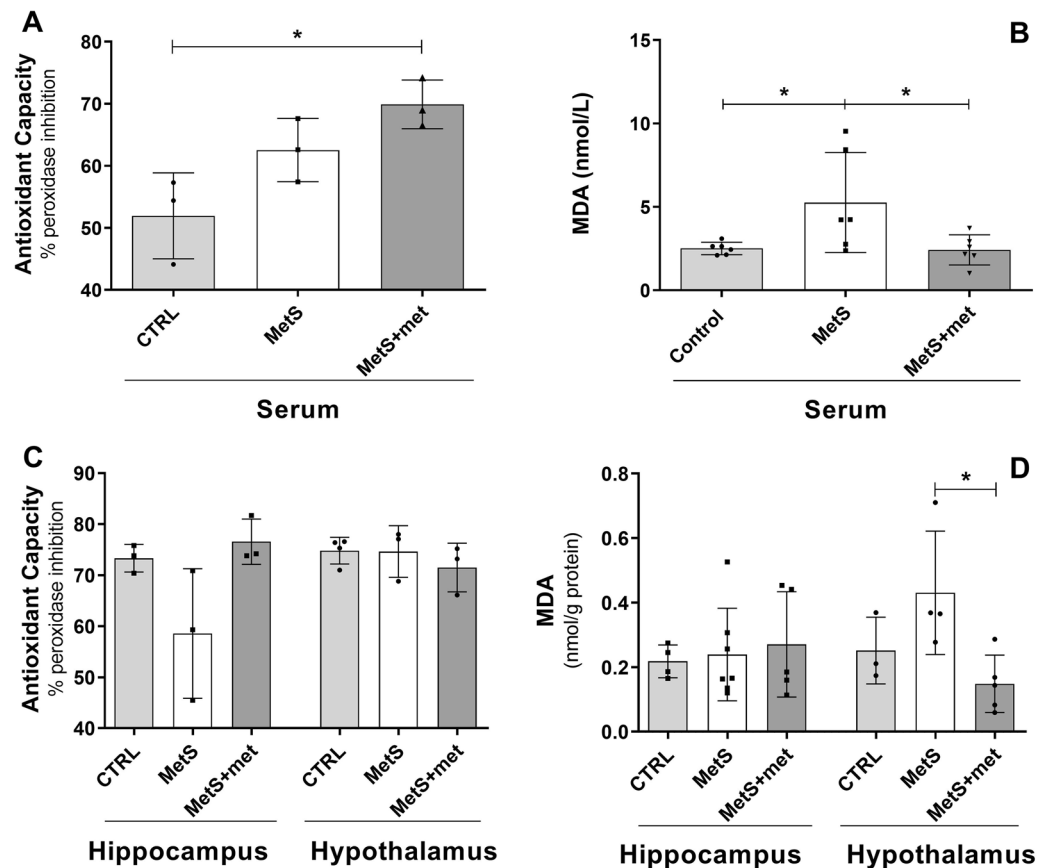 A
Antioxidant Capacity
% peroxidase inhibition
80
70
60
50
40
*
CTRL
MetS
MetS+met
Serum
B
MDA (nmol/L)
15
10
5
0
*
*
Control
MetS
MetS+met
Serum
C
Antioxidant Capacity
% peroxidase inhibition
90
80
70
60
50
40
CTRL
MetS
MetS+met
CTRL
MetS
MetS+met
Hippocampus
Hypothalamus
D
MDA
(nmol/g protein)
0.8
0.6
0.4
0.2
0.0
*
CTRL
MetS
MetS+met
CTRL
MetS
MetS+met
Hippocampus
Hypothalamus